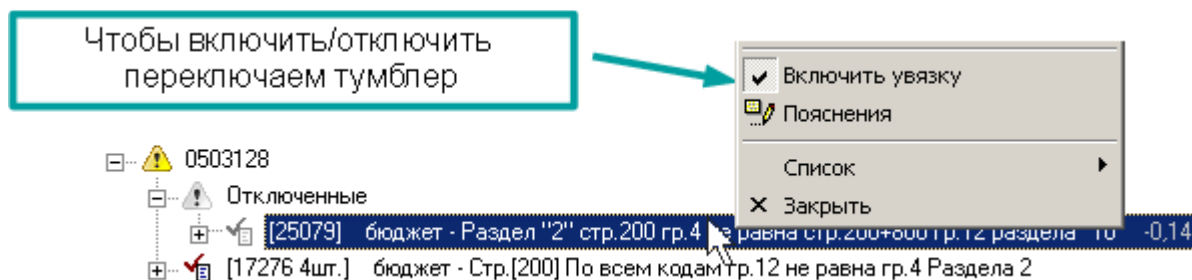 Чтобы включить/отключить
переключаем тумблер
Включить увязку
Пояснения
Список
Закрыть
0503128
Отключенные
[25079] бюджет - Раздел "2" стр.200 гр.4 не равна стр.200+800 гр.12 раздела "10" -0,14
[17276 4шт.] бюджет - Стр.[200] По всем кодам гр.12 не равна гр.4 Раздела 2